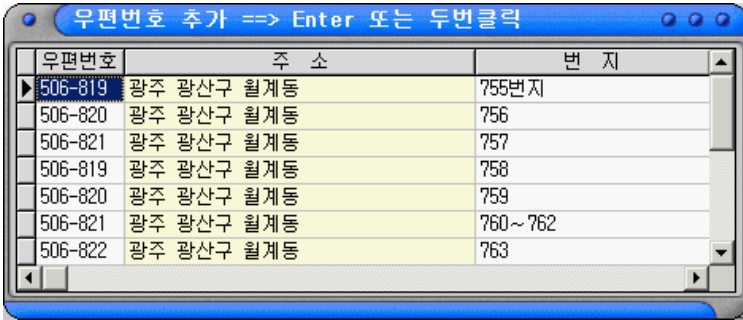 우편번호 추가 ==> Enter 또는 두번클릭
우편번호 주 소 번 지
506-819 광주 광산구 월계동 755번지
506-820 광주 광산구 월계동 756
506-821 광주 광산구 월계동 757
506-819 광주 광산구 월계동 758
506-820 광주 광산구 월계동 759
506-821 광주 광산구 월계동 760~762
506-822 광주 광산구 월계동 763